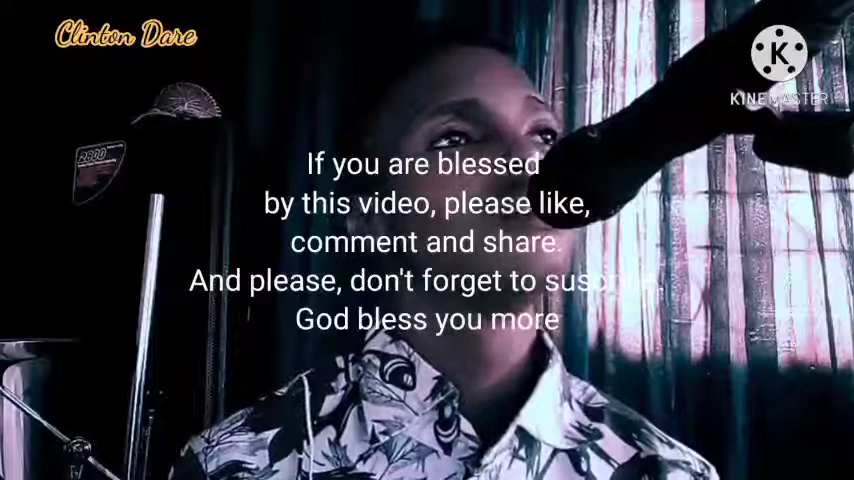 Clinton Dare
KINEMASTER
2800
If you are blessed
by this video, please like,
comment and share.
And please, don't forget to
God bless you more